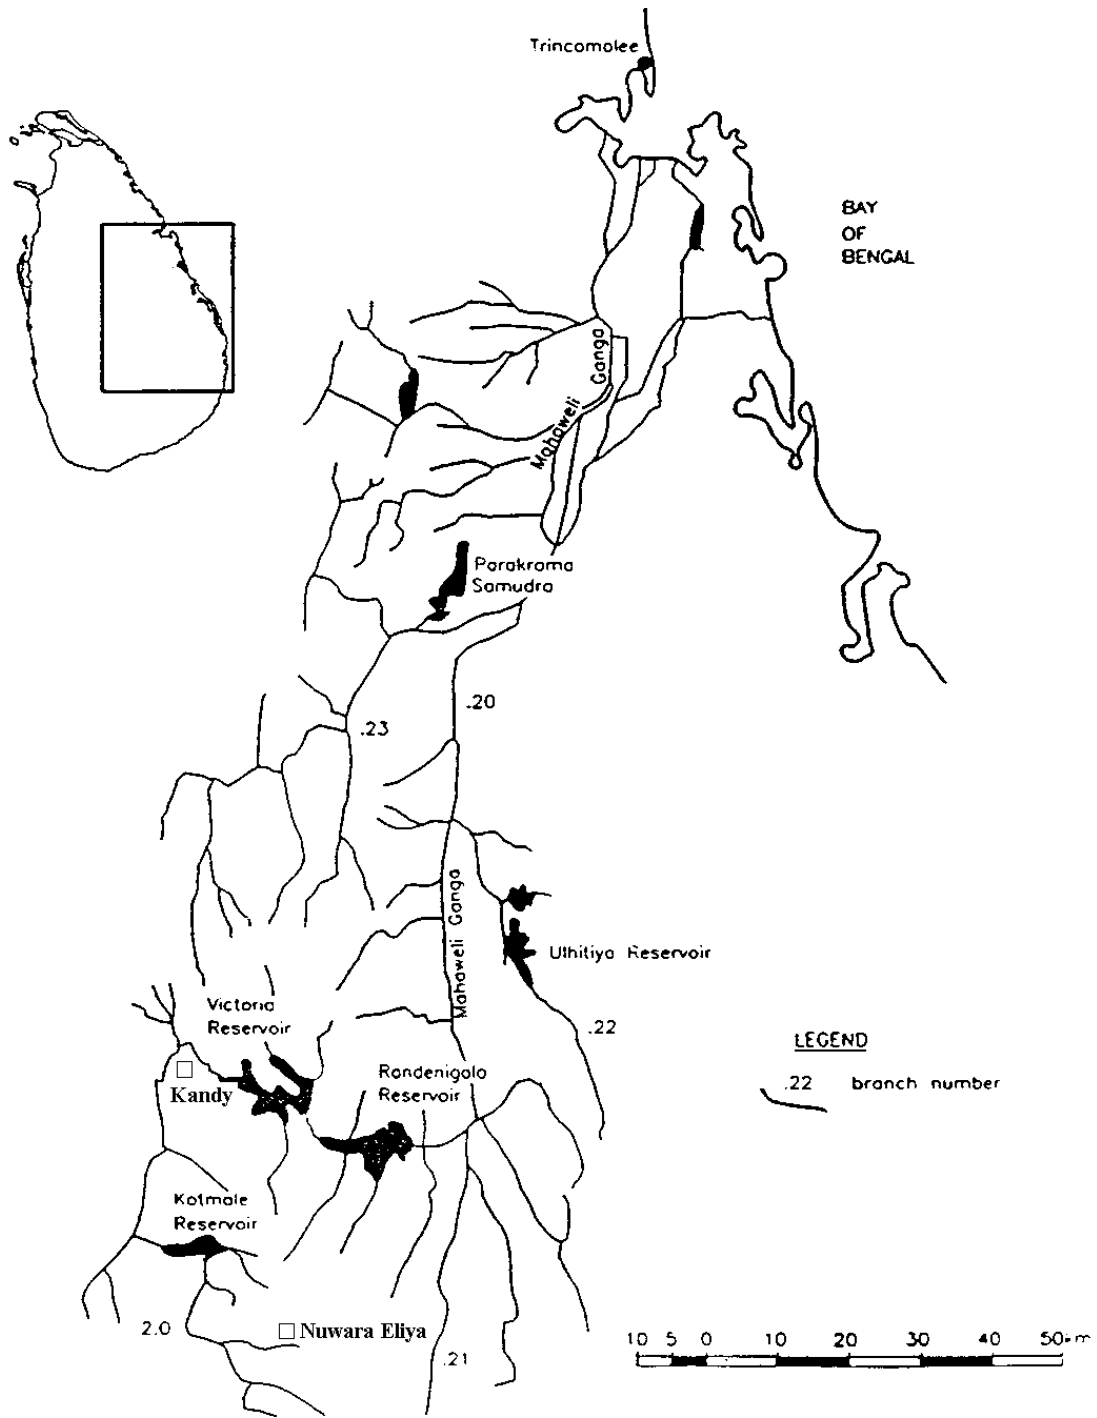 Trincomalee
BAY
OF
BENGAL
Mahaweli Ganga
Parakrama
Samudra
.20
.23
Mahaweli Ganga
Ulhitiya Reservoir
Victoria
Reservoir
.22
LEGEND
.22 branch number
Kandy
Randenigala
Reservoir
Kotmale
Reservoir
2.0
Nuwara Eliya
.21
10 5 0 10 20 30 40 50km